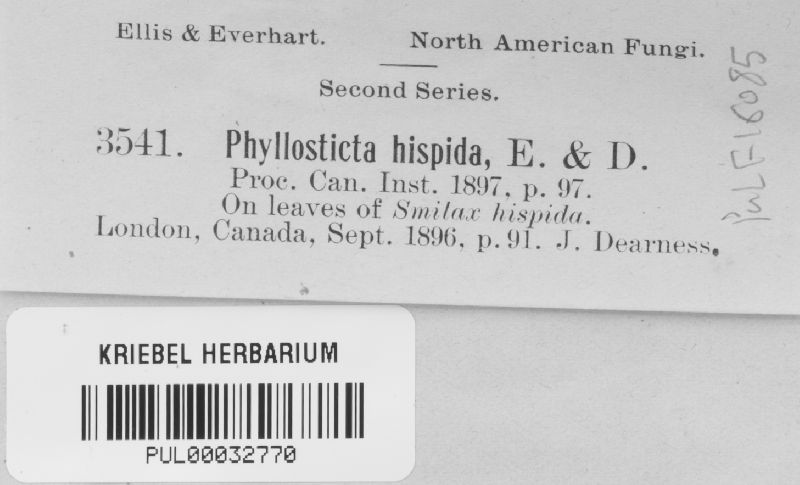 Ellis & Everhart. North American Fungi.
Second Series.
3541. Phyllosticta hispida, E. & D.
Proc. Can. Inst. 1897, p. 97.
On leaves of Smilax hispida.
London, Canada, Sept. 1896, p. 91. J. Dearness.
PULF16085
KRIEBEL HERBARIUM
PUL00032770